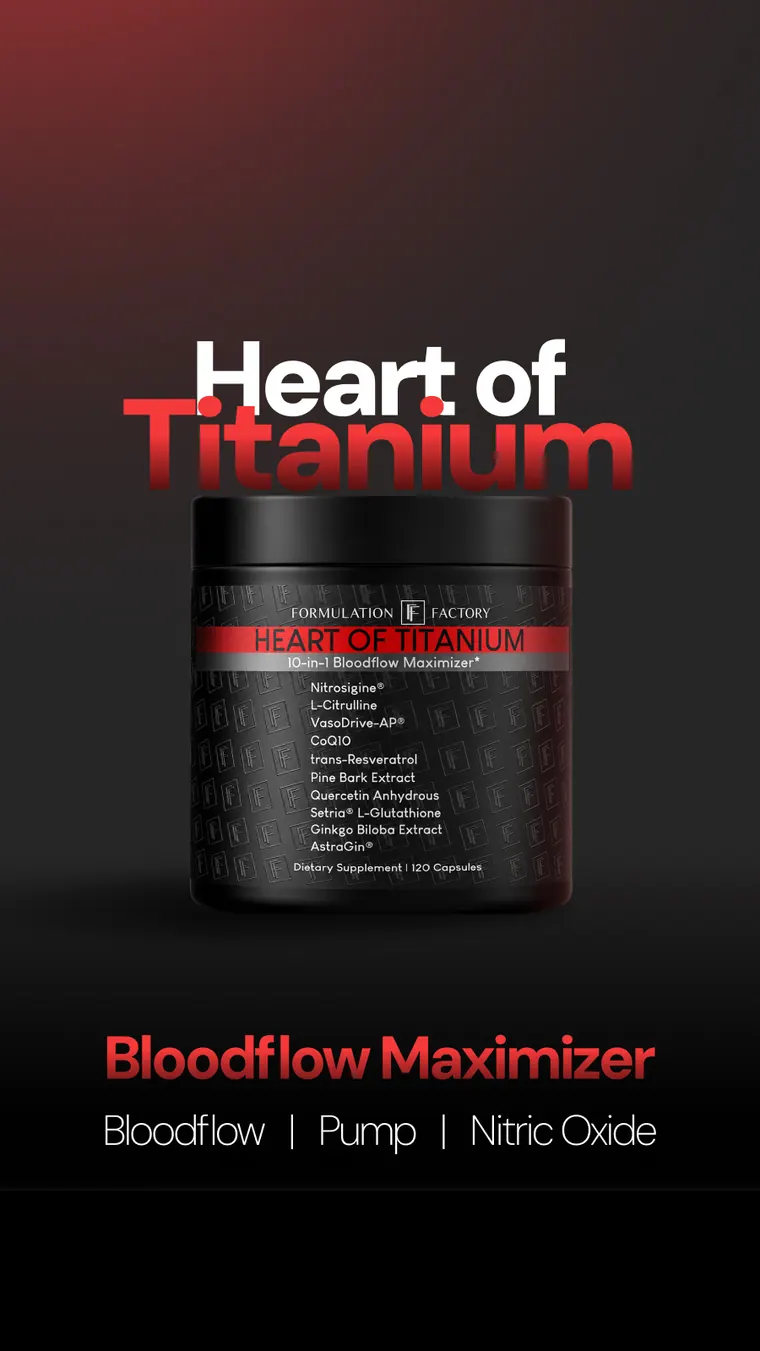 Heart of
Titanium
FORMULATION FF FACTORY
HEART OF TITANIUM
10-in-1 Bloodflow Maximizer*
Nitrosigine®
L-Citrulline
VasoDrive-AP®
CoQ10
trans-Resveratrol
Pine Bark Extract
Quercetin Anhydrous
Setria® L-Glutathione
Ginkgo Biloba Extract
AstraGin®
Dietary Supplement | 120 Capsules
Bloodflow Maximizer
Bloodflow | Pump | Nitric Oxide